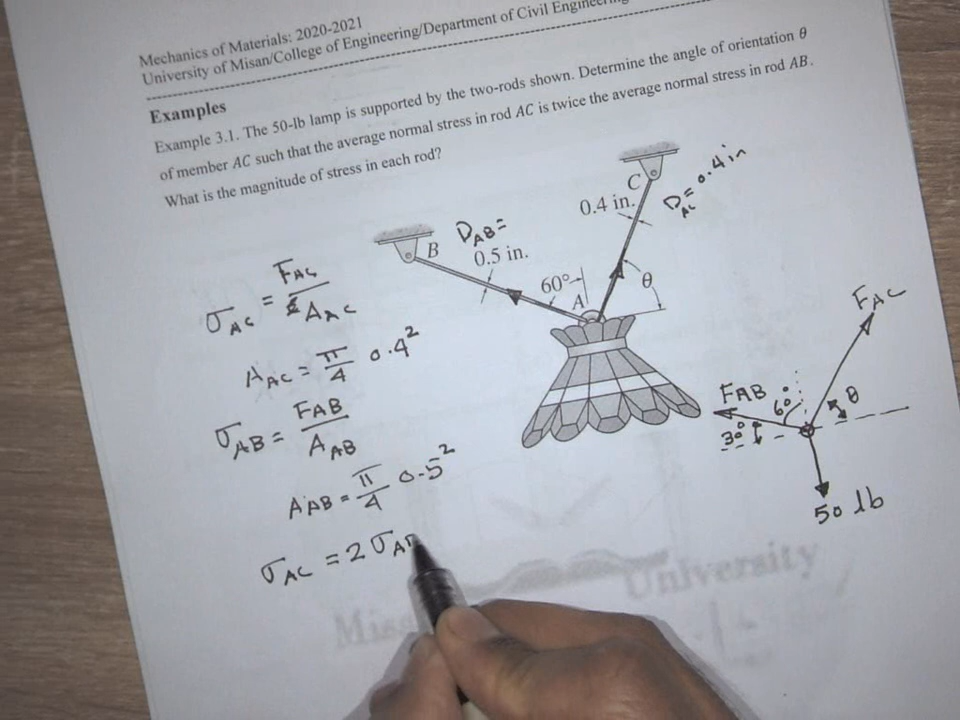 Mechanics of Materials: 2020-2021
University of Misan/College of Engineering/Department of Civil Engineering
Examples
Example 3.1. The 50-lb lamp is supported by the two-rods shown. Determine the angle of orientation θ
of member AC such that the average normal stress in rod AC is twice the average normal stress in rod AB.
What is the magnitude of stress in each rod?
C
0.4 in.
D_AC = 0.4 in
B
D_AB =
0.5 in.
60°
A
θ
σ_AC = F_AC / A_AC
A_AC = π/4 0.4²
σ_AB = F_AB / A_AB
A_AB = π/4 0.5²
σ_AC = 2 σ_A
F_AC
F_AB
60°
θ
30°
50 lb
University